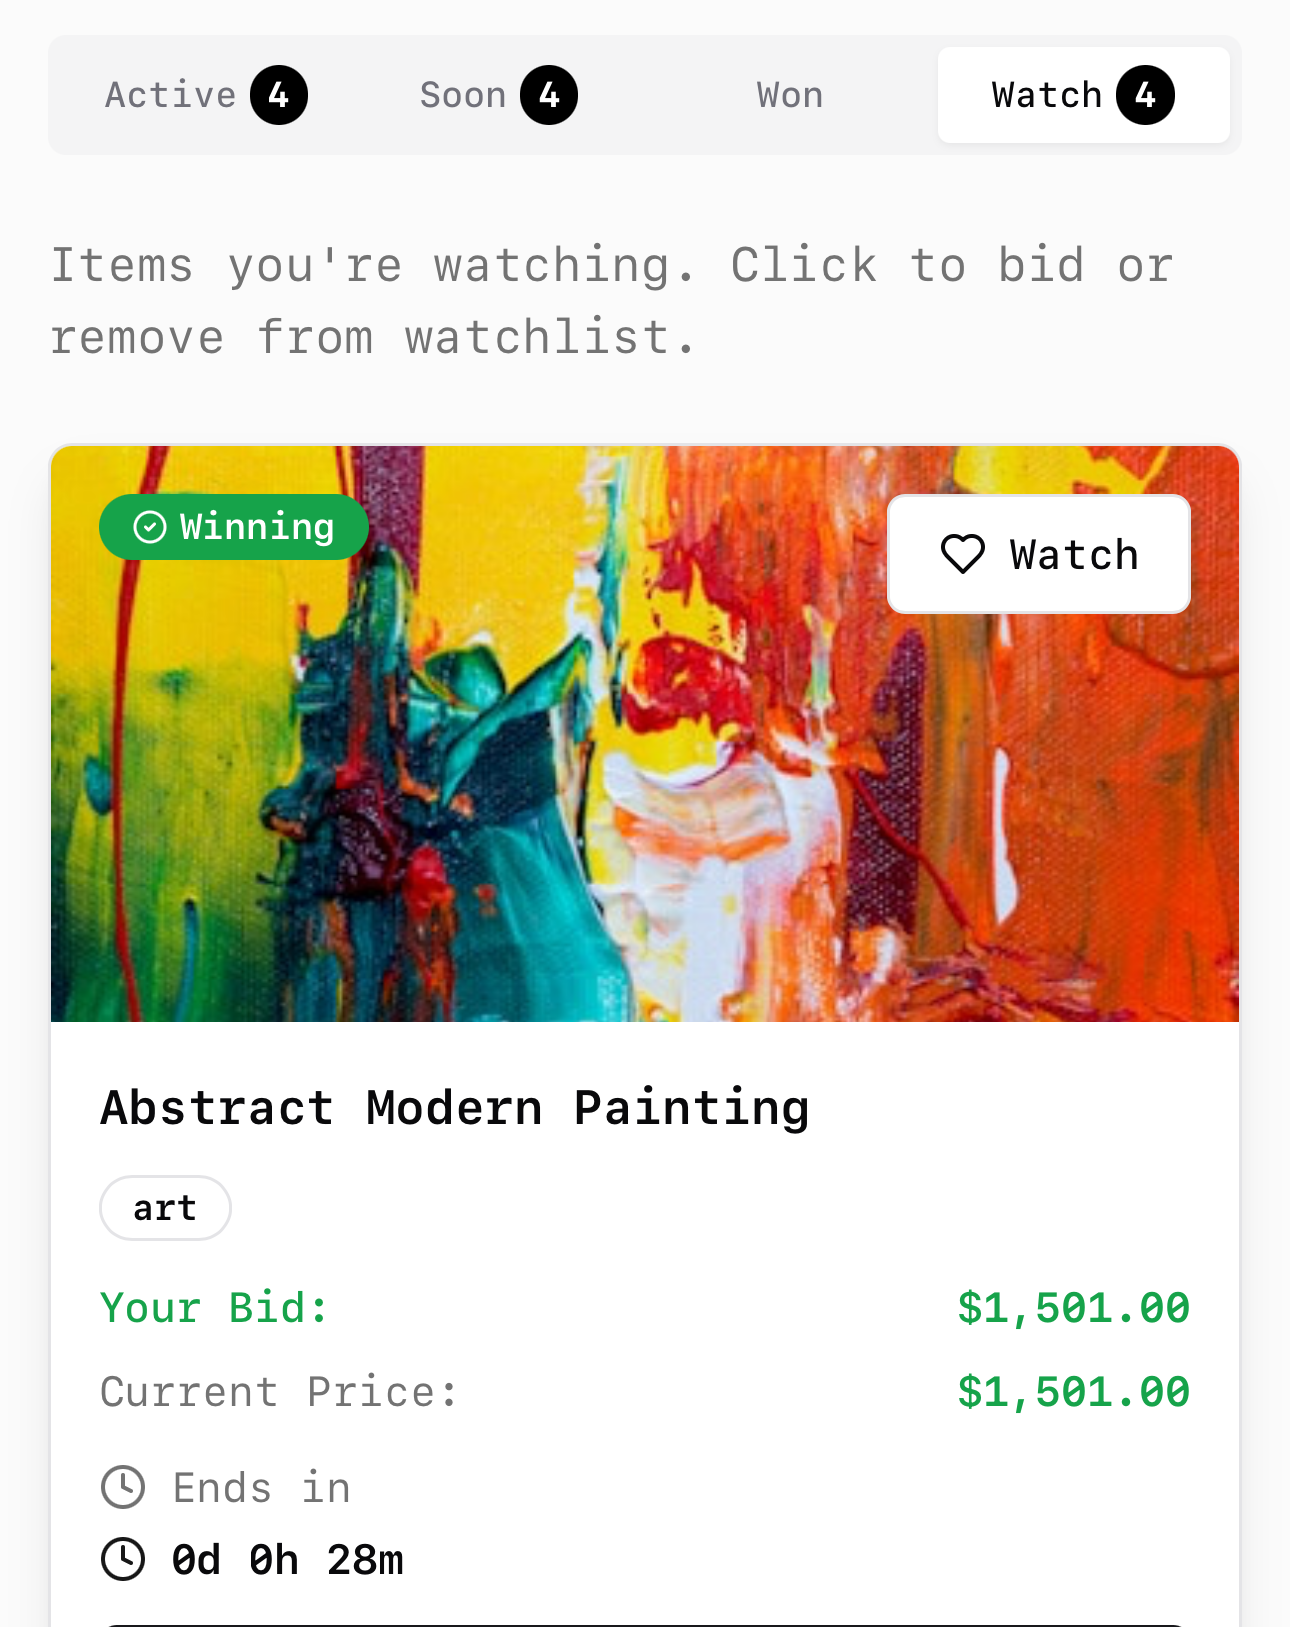 Active 4 Soon 4 Won Watch 4
Items you're watching. Click to bid or
remove from watchlist.
Winning
Watch
Abstract Modern Painting
art
Your Bid: $1,501.00
Current Price: $1,501.00
Ends in
0d 0h 28m